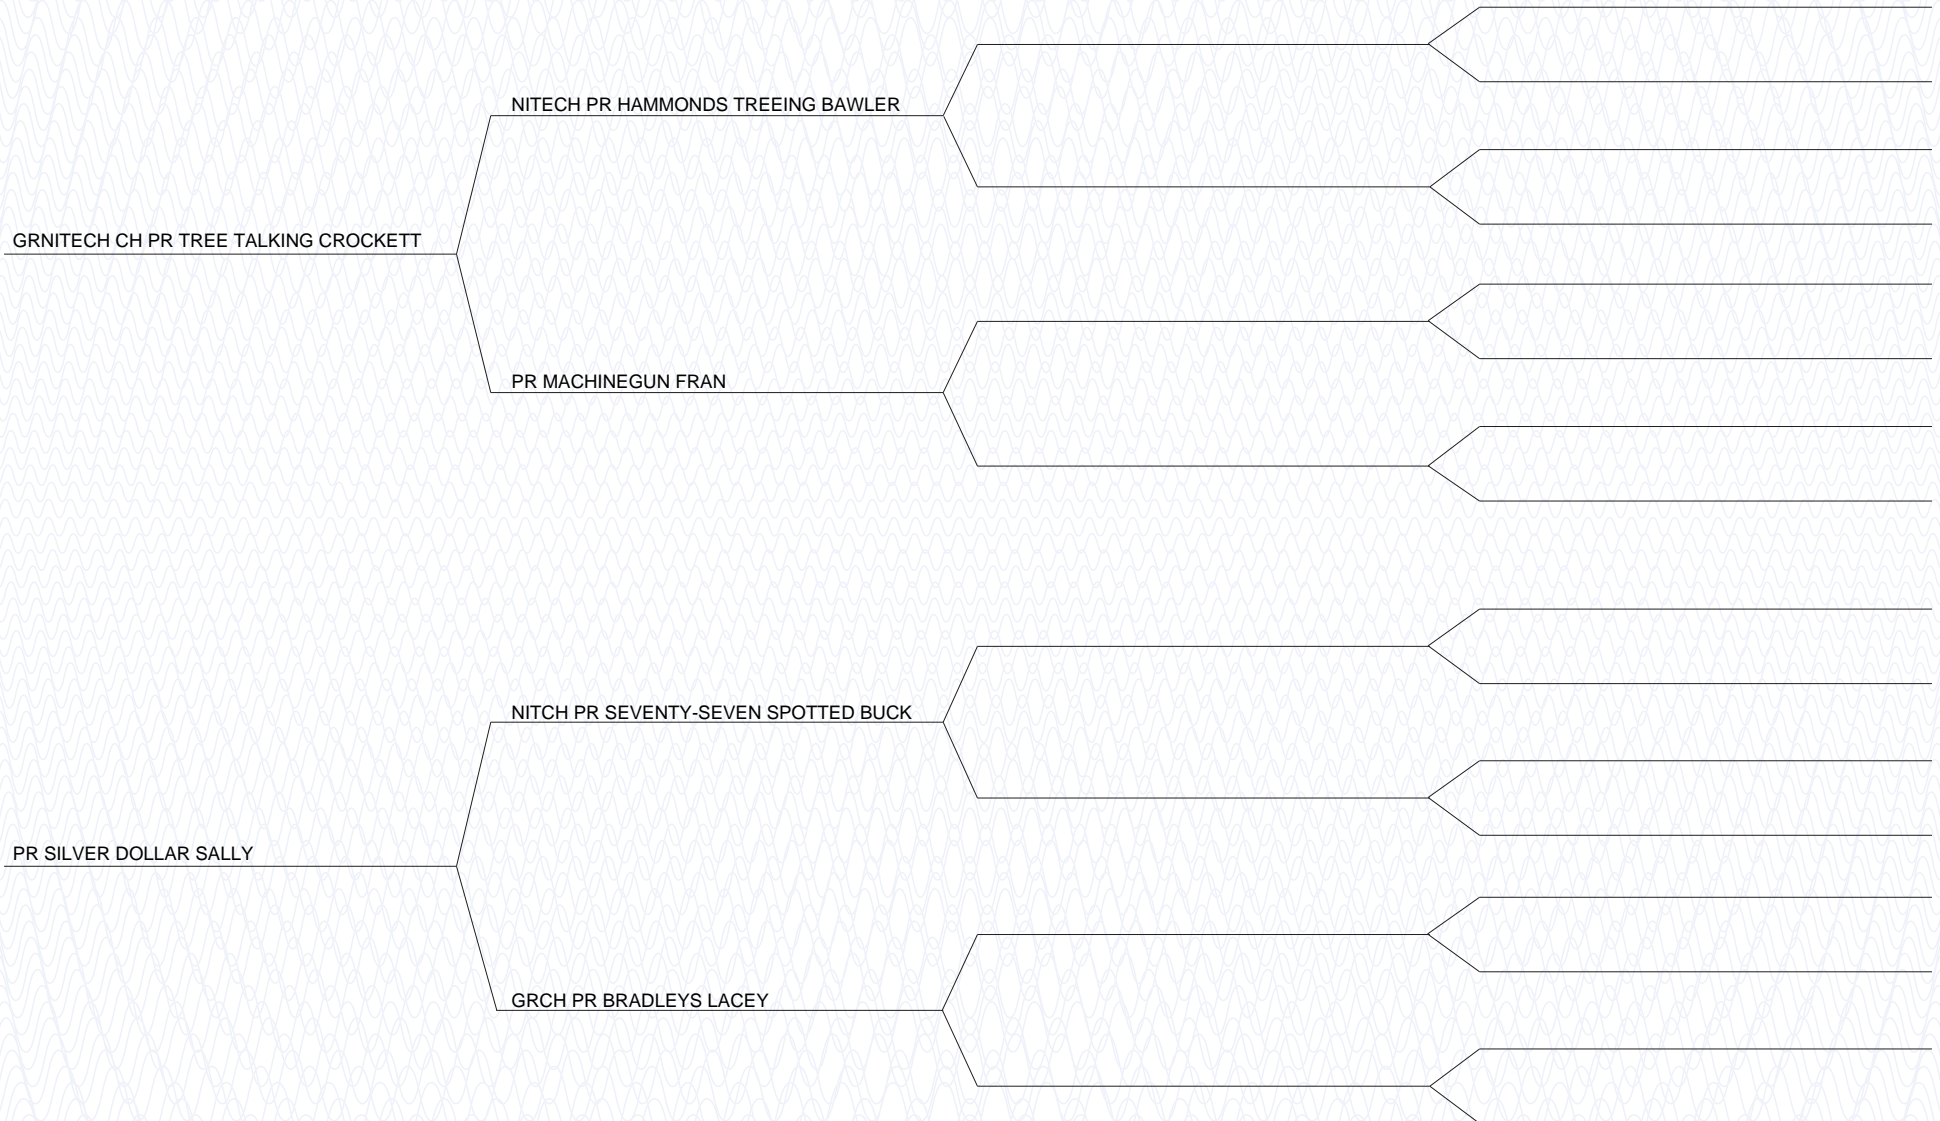 NITECH PR HAMMONDS TREEING BAWLER
GRNITECH CH PR TREE TALKING CROCKETT
PR MACHINEGUN FRAN
NITCH PR SEVENTY-SEVEN SPOTTED BUCK
PR SILVER DOLLAR SALLY
GRCH PR BRADLEYS LACEY